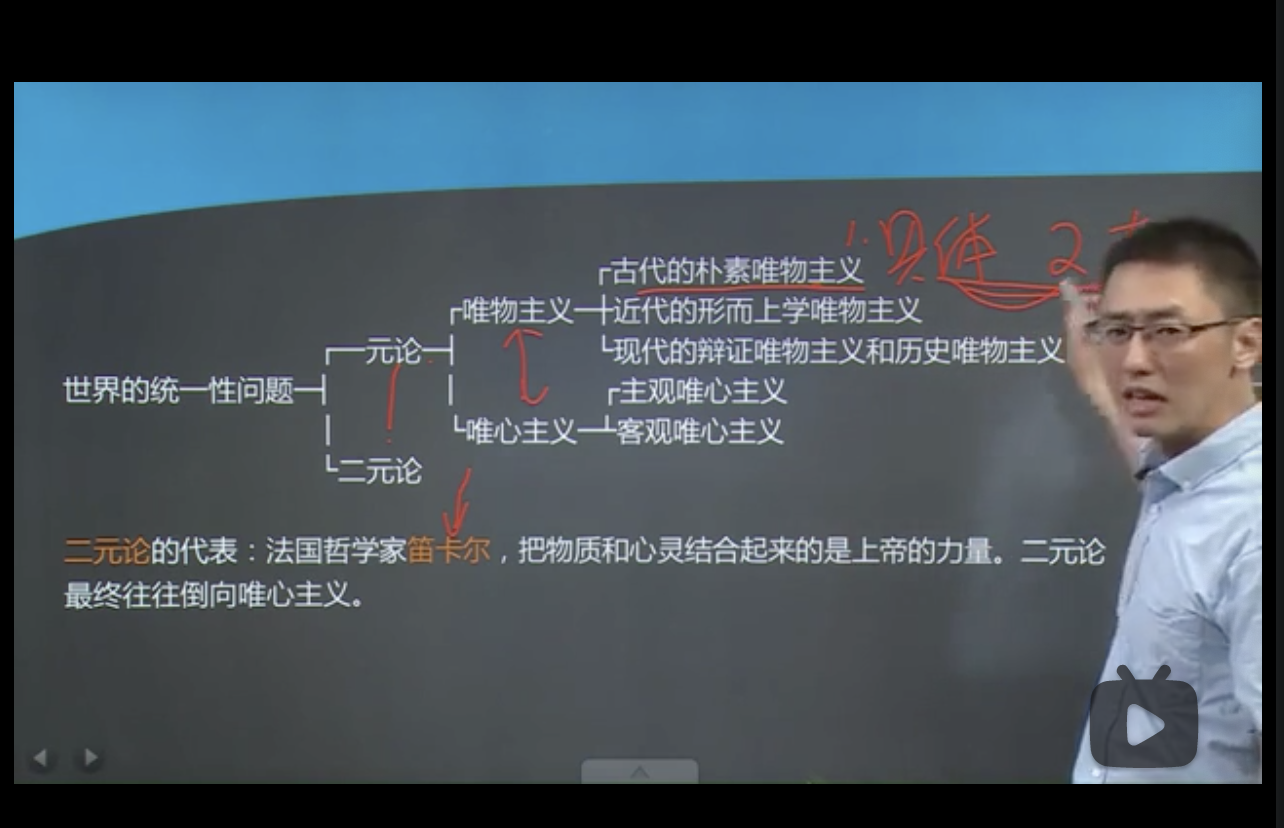 1.具体 2
┌古代的朴素唯物主义
┌唯物主义─┼近代的形而上学唯物主义
┌─一元论─┤ └现代的辩证唯物主义和历史唯物主义
世界的统一性问题─┤ │ ┌主观唯心主义
│ └唯心主义─┴客观唯心主义
└二元论
二元论的代表：法国哲学家笛卡尔，把物质和心灵结合起来的是上帝的力量。二元论
最终往往倒向唯心主义。